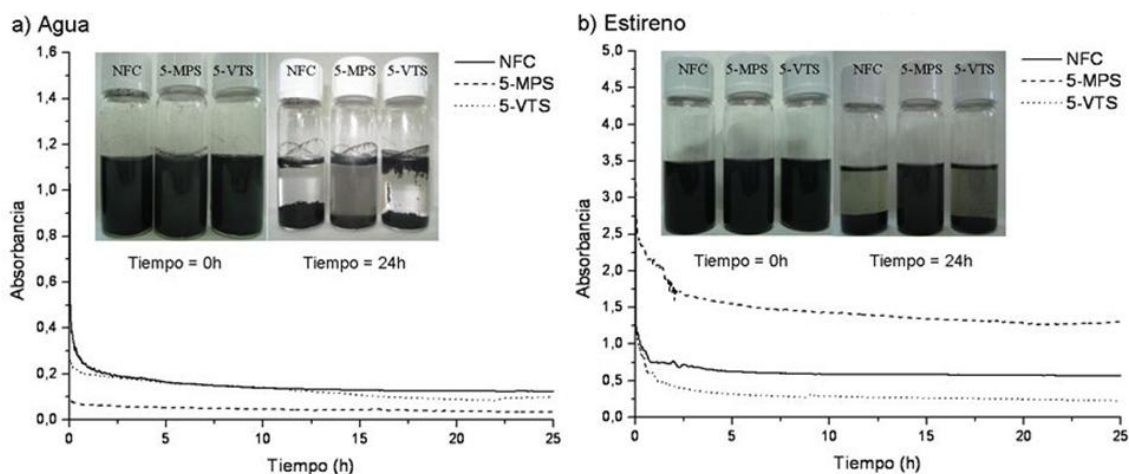 a) Agua
1,6
1,4
1,2
1,0
0,8
0,6
0,4
0,2
0,0
Absorbancia
NFC 5-MPS 5-VTS
NFC 5-MPS 5-VTS
Tiempo = 0h
Tiempo = 24h
NFC
5-MPS
5-VTS
0 5 10 15 20 25
Tiempo (h)
b) Estireno
5,0
4,5
4,0
3,5
3,0
2,5
2,0
1,5
1,0
0,5
0,0
Absorbancia
NFC 5-MPS 5-VTS
NFC 5-MPS 5-VTS
Tiempo = 0h
Tiempo = 24h
NFC
5-MPS
5-VTS
0 5 10 15 20 25
Tiempo (h)